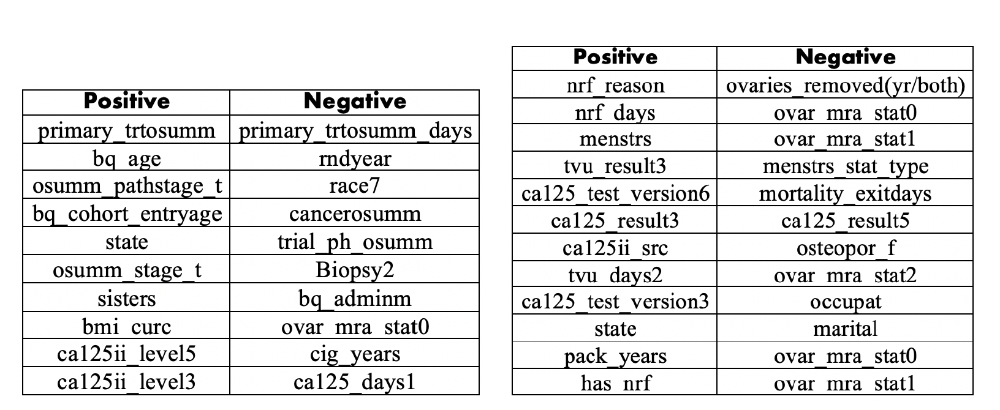 Positive Negative
primary_trtosumm primary_trtosumm_days
bq_age rndyear
osumm_pathstage_t race7
bq_cohort_entryage cancerosumm
state trial_ph_osumm
osumm_stage_t Biopsy2
sisters bq_adminm
bmi_curc ovar_mra_stat0
ca125ii_level5 cig_years
ca125ii_level3 ca125_days1
Positive Negative
nrf_reason ovaries_removed(yr/both)
nrf_days ovar_mra_stat0
menstrs ovar_mra_stat1
tvu_result3 menstrs_stat_type
ca125_test_version6 mortality_exitdays
ca125_result3 ca125_result5
ca125ii_src osteopor_f
tvu_days2 ovar_mra_stat2
ca125_test_version3 occupat
state marital
pack_years ovar_mra_stat0
has_nrf ovar_mra_stat1